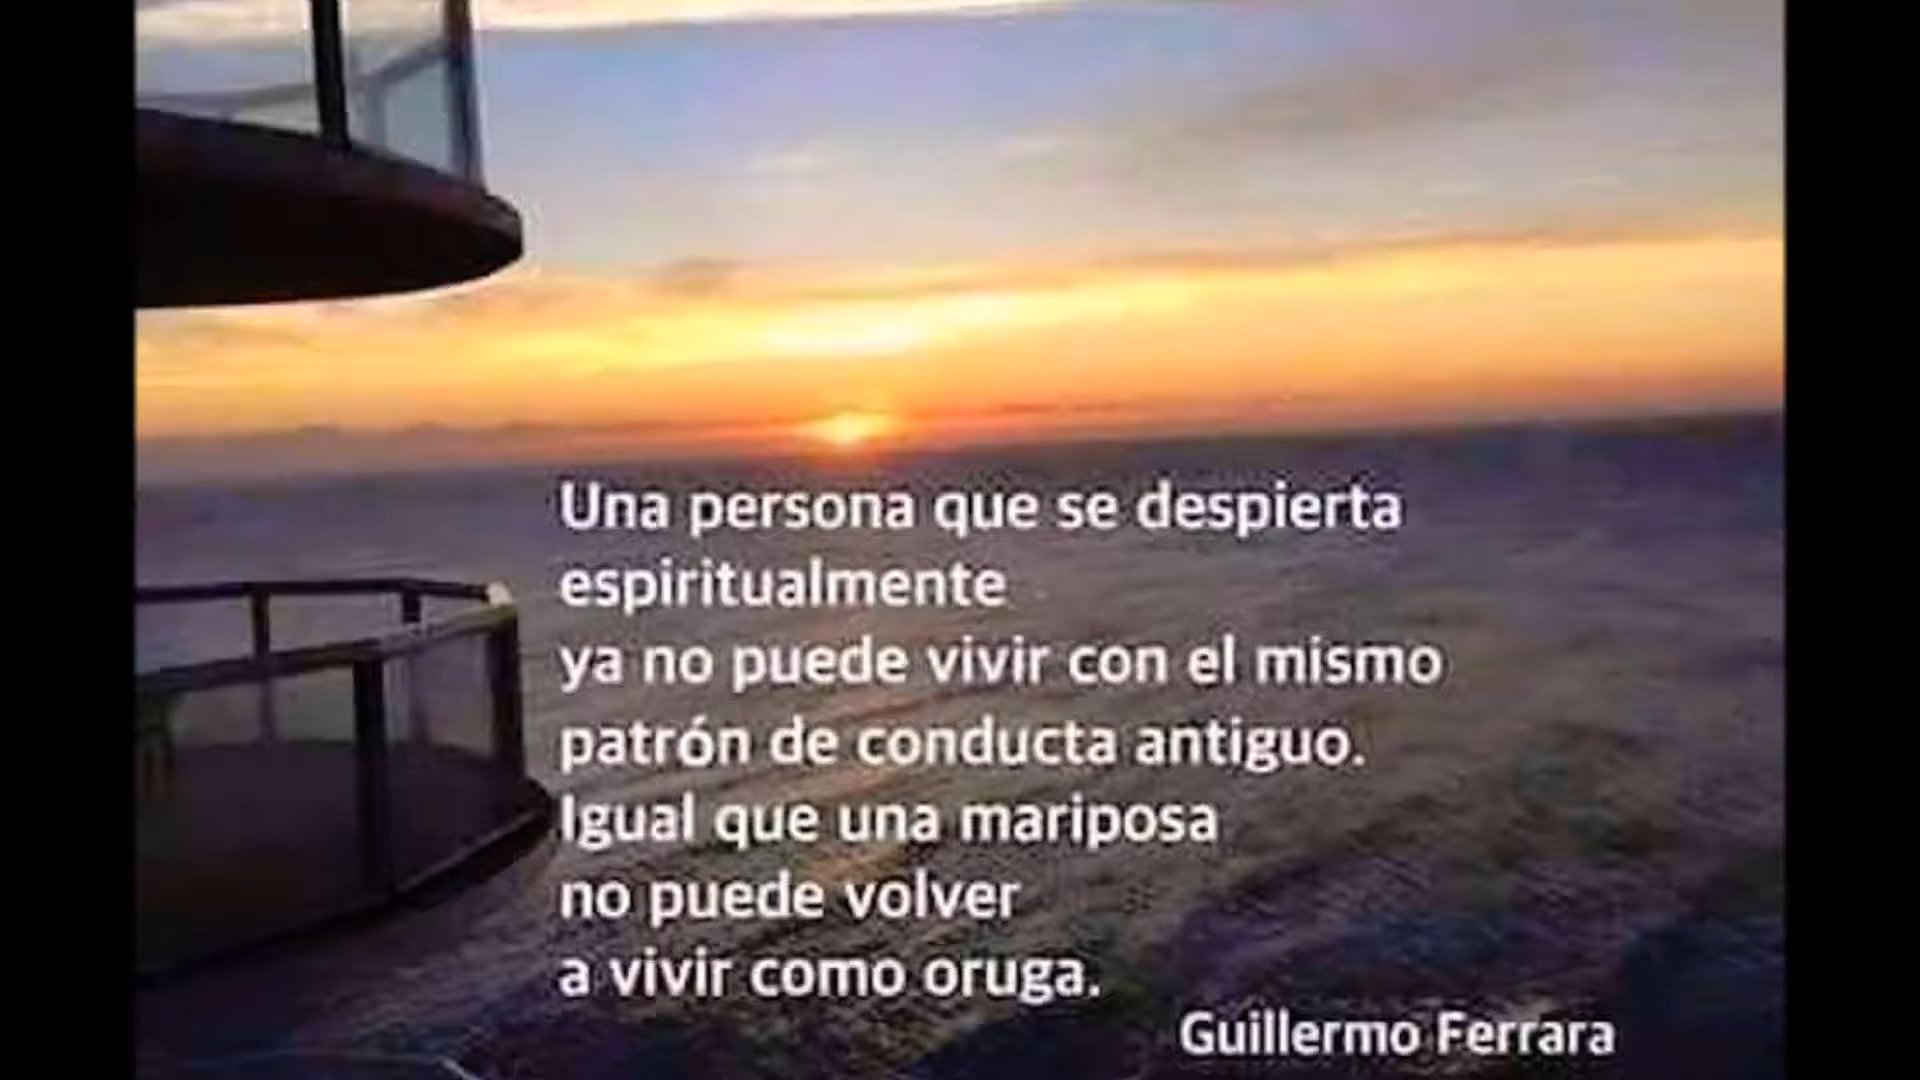 Una persona que se despierta
espiritualmente
ya no puede vivir con el mismo
patrón de conducta antiguo.
Igual que una mariposa
no puede volver
a vivir como oruga.
Guillermo Ferrara